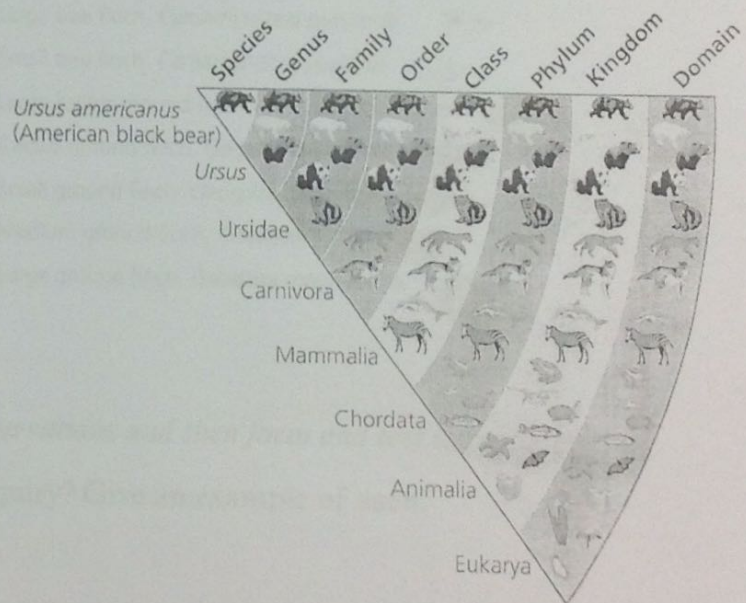 Species Genus Family Order Class Phylum Kingdom Domain
Ursus americanus
(American black bear)
Ursus
Ursidae
Carnivora
Mammalia
Chordata
Animalia
Eukarya